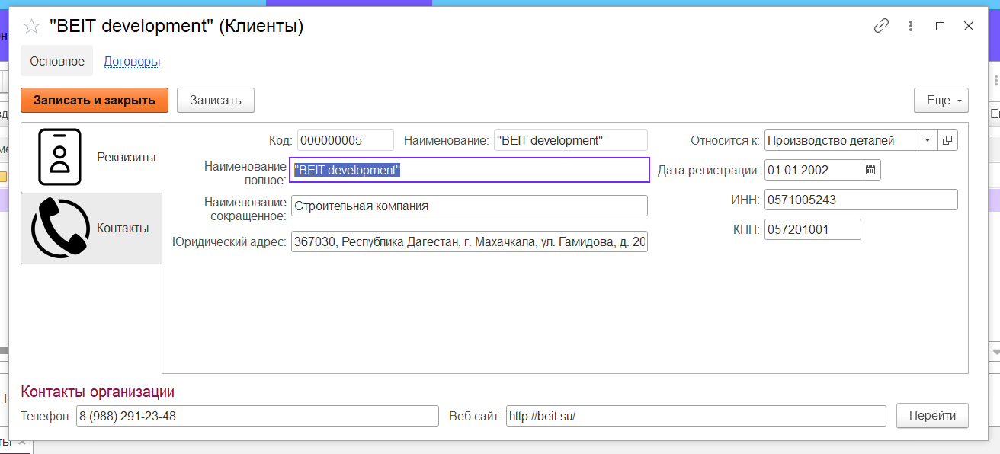 "BEIT development" (Клиенты)
Основное Договоры
Записать и закрыть Записать Еще
Реквизиты
Контакты
Код: 000000005 Наименование: "BEIT development" Относится к: Производство деталей
Наименование
полное: "BEIT development" Дата регистрации: 01.01.2002
Наименование
сокращенное: Строительная компания ИНН: 0571005243
Юридический адрес: 367030, Республика Дагестан, г. Махачкала, ул. Гамидова, д. 20 КПП: 057201001
Контакты организации
Телефон: 8 (988) 291-23-48 Веб сайт: http://beit.su/ Перейти